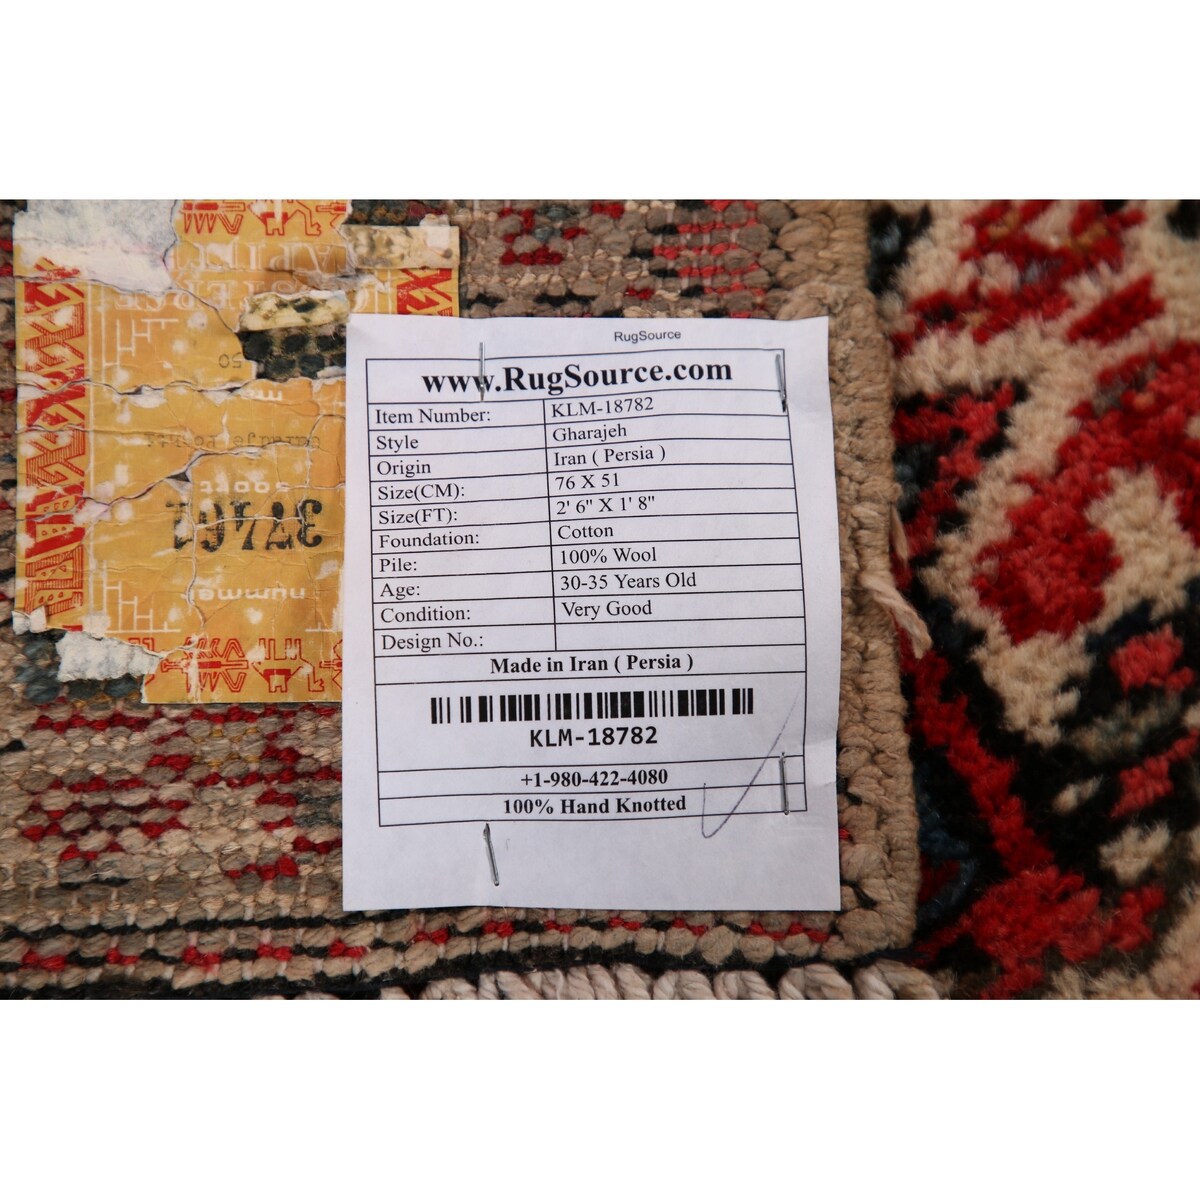 RugSource
www.RugSource.com
Item Number: KLM-18782
Style Gharajeh
Origin Iran ( Persia )
Size(CM): 76 X 51
Size(FT): 2' 6" X 1' 8"
Foundation: Cotton
Pile: 100% Wool
Age: 30-35 Years Old
Condition: Very Good
Design No.:
Made in Iran ( Persia )
KLM-18782
+1-980-422-4080
100% Hand Knotted
nummer
37461
50